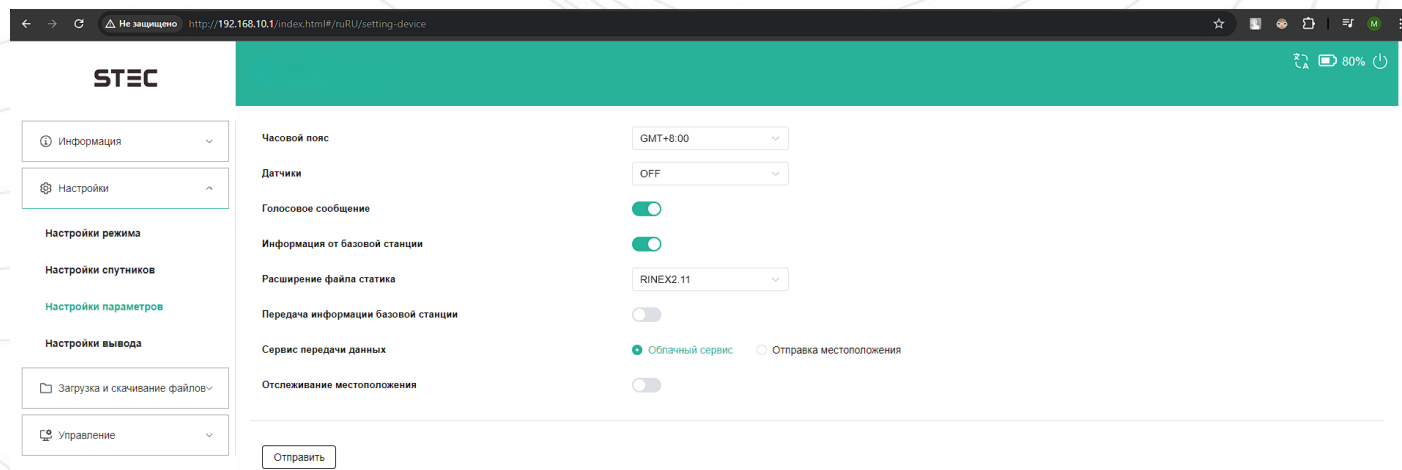 Не защищено http://192.168.10.1/index.html#/ruRU/setting-device
M
STEC
80%
Информация
Настройки
Настройки режима
Настройки спутников
Настройки параметров
Настройки вывода
Загрузка и скачивание файлов
Управление
Часовой пояс GMT+8:00
Датчики OFF
Голосовое сообщение
Информация от базовой станции
Расширение файла статика RINEX2.11
Передача информации базовой станции
Сервис передачи данных Облачный сервис Отправка местоположения
Отслеживание местоположения
Отправить